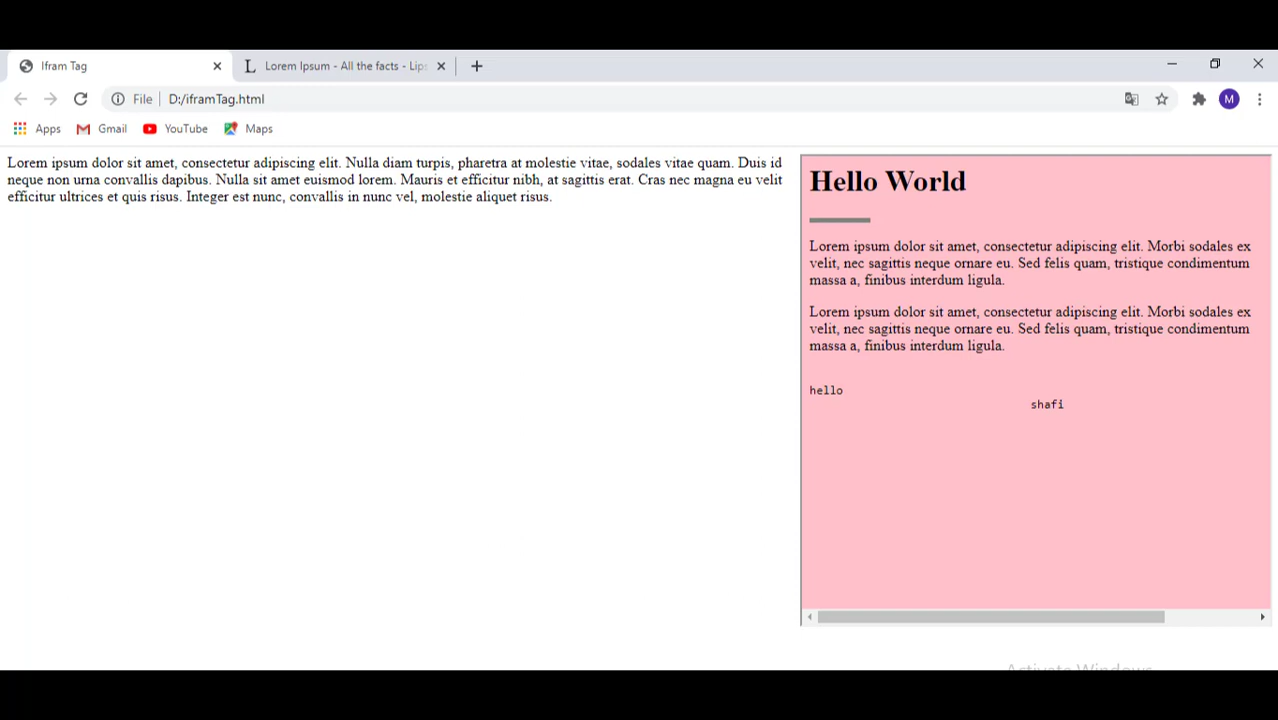 Ifram Tag
Lorem Ipsum - All the facts - Lips
File D:/iframTag.html
Apps Gmail YouTube Maps
M
Lorem ipsum dolor sit amet, consectetur adipiscing elit. Nulla diam turpis, pharetra at molestie vitae, sodales vitae quam. Duis id
neque non urna convallis dapibus. Nulla sit amet euismod lorem. Mauris et efficitur nibh, at sagittis erat. Cras nec magna eu velit
efficitur ultrices et quis risus. Integer est nunc, convallis in nunc vel, molestie aliquet risus.
Hello World
Lorem ipsum dolor sit amet, consectetur adipiscing elit. Morbi sodales ex
velit, nec sagittis neque ornare eu. Sed felis quam, tristique condimentum
massa a, finibus interdum ligula.
Lorem ipsum dolor sit amet, consectetur adipiscing elit. Morbi sodales ex
velit, nec sagittis neque ornare eu. Sed felis quam, tristique condimentum
massa a, finibus interdum ligula.
hello
shafi
Activate Windows